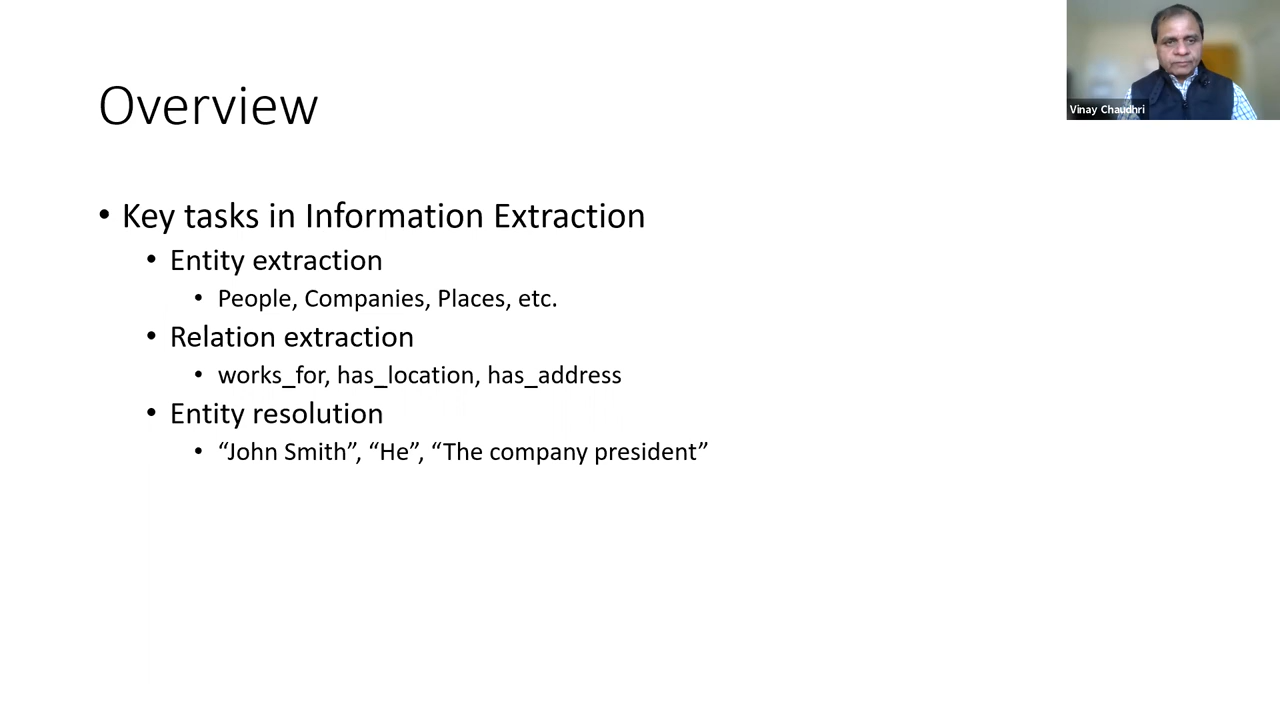 Overview
Vinay Chaudhri
• Key tasks in Information Extraction
• Entity extraction
• People, Companies, Places, etc.
• Relation extraction
• works_for, has_location, has_address
• Entity resolution
• “John Smith”, “He”, “The company president”